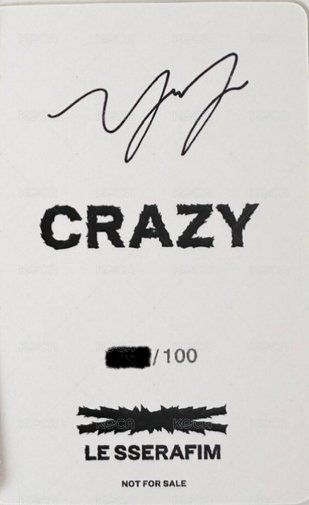 CRAZY
/100
LE SSERAFIM
NOT FOR SALE